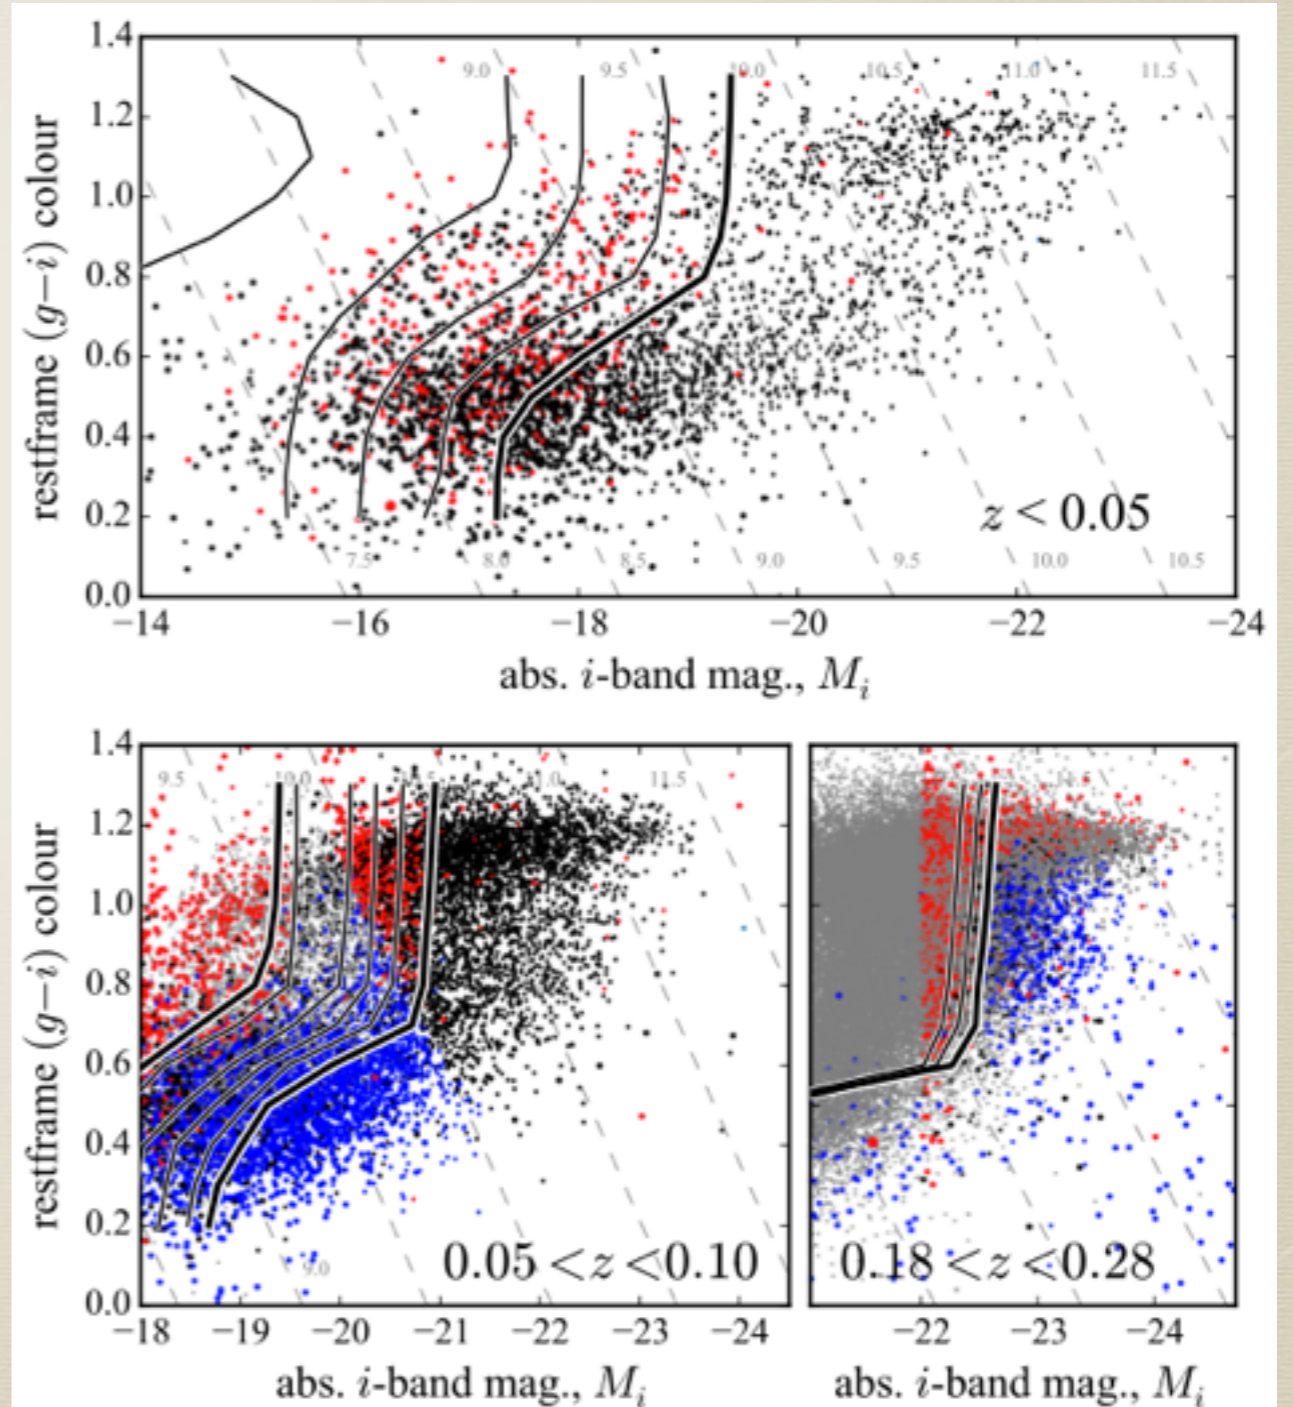 1.4
1.2
1.0
0.8
0.6
0.4
0.2
0.0
restframe (g−i) colour
9.0 9.5 10.0 10.5 11.0 11.5
7.5 8.0 8.5 9.0 9.5 10.0 10.5
z < 0.05
−14 −16 −18 −20 −22 −24
abs. i-band mag., M_i
1.4
1.2
1.0
0.8
0.6
0.4
0.2
0.0
restframe (g−i) colour
9.5 10.0 11.0 11.5
9.0
0.05 <z <0.10
−18 −19 −20 −21 −22 −23 −24
abs. i-band mag., M_i
0.18 <z <0.28
−22 −23 −24
abs. i-band mag., M_i